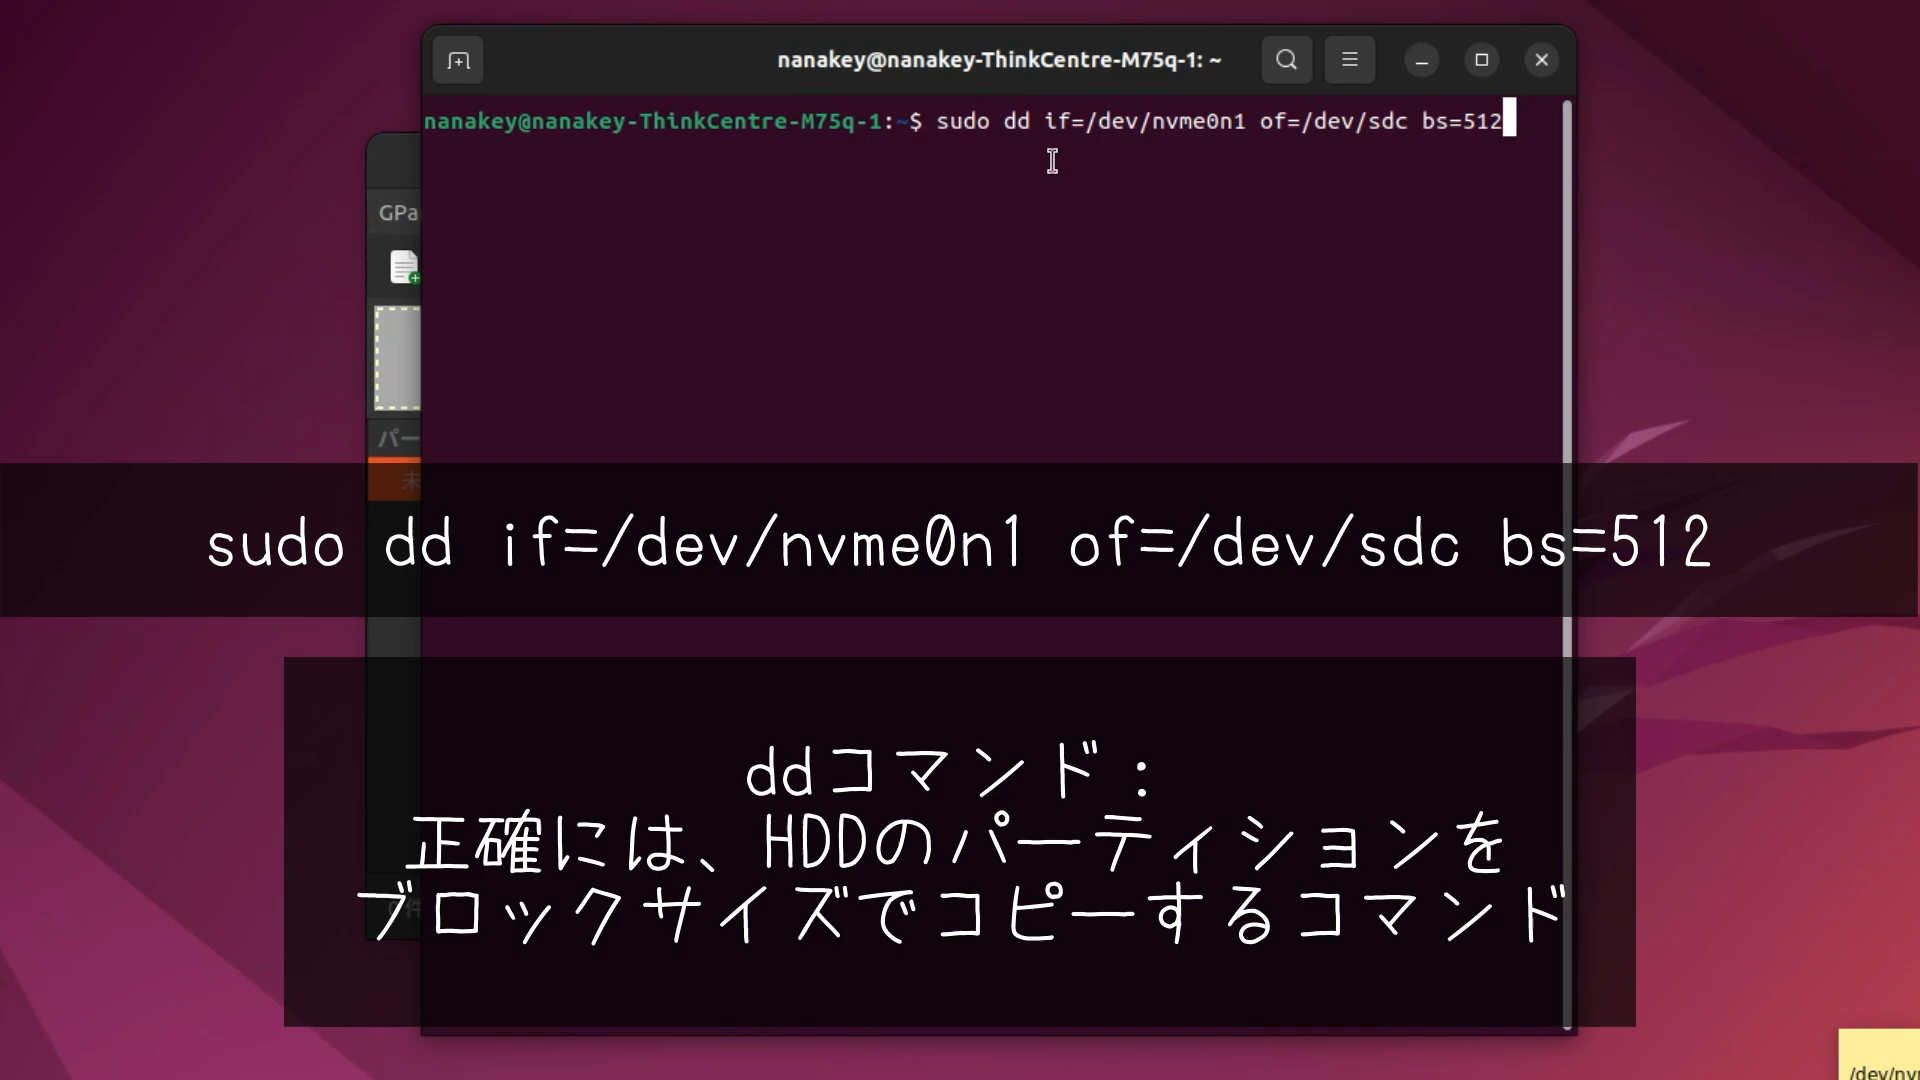 nanakey@nanakey-ThinkCentre-M75q-1: ~
nanakey@nanakey-ThinkCentre-M75q-1:~$ sudo dd if=/dev/nvme0n1 of=/dev/sdc bs=512
GPa
パー
未
sudo dd if=/dev/nvme0n1 of=/dev/sdc bs=512
ddコマンド：
正確には、HDDのパーティションを
ブロックサイズでコピーするコマンド
件
/dev/nv